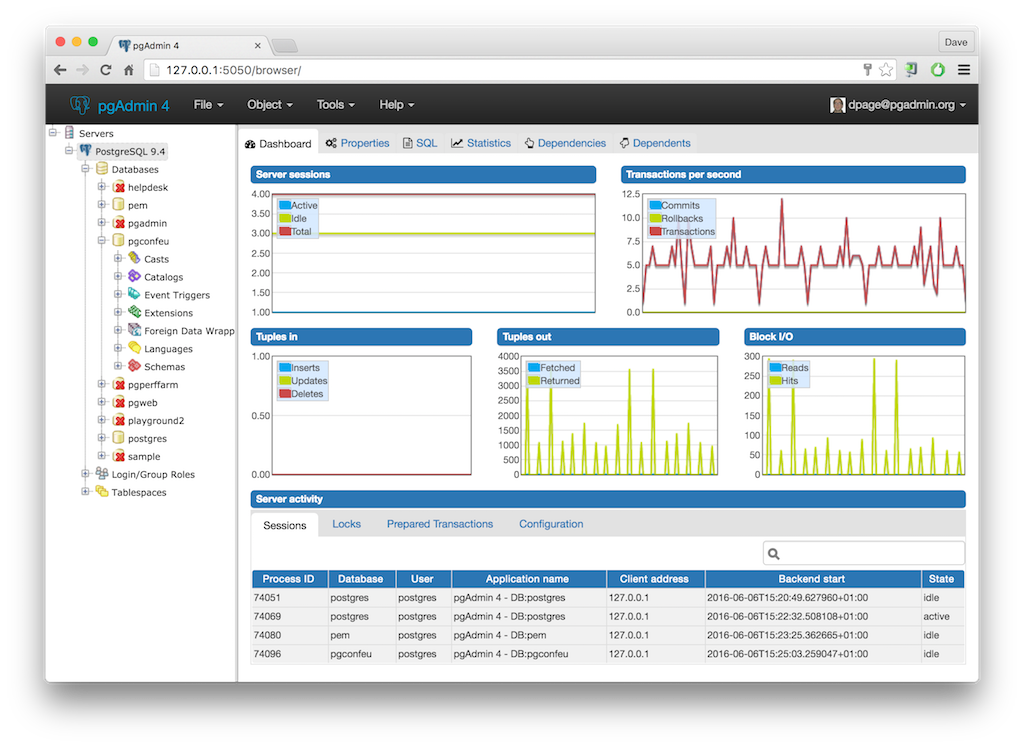 pgAdmin 4
Dave
127.0.0.1:5050/browser/
pgAdmin 4 File Object Tools Help dpage@pgadmin.org
Servers
PostgreSQL 9.4
Databases
helpdesk
pem
pgadmin
pgconfeu
Casts
Catalogs
Event Triggers
Extensions
Foreign Data Wrapp
Languages
Schemas
pgperffarm
pgweb
playground2
postgres
sample
Login/Group Roles
Tablespaces
Dashboard Properties SQL Statistics Dependencies Dependents
Server sessions
4.00
3.50
3.00
2.50
2.00
1.50
1.00
Active
Idle
Total
Transactions per second
12.5
10.0
7.5
5.0
2.5
0.0
Commits
Rollbacks
Transactions
Tuples in
1.00
0.50
0.00
Inserts
Updates
Deletes
Tuples out
4000
3500
3000
2500
2000
1500
1000
500
0
Fetched
Returned
Block I/O
300
250
200
150
100
50
0
Reads
Hits
Server activity
Sessions Locks Prepared Transactions Configuration
Process ID Database User Application name Client address Backend start State
74051 postgres postgres pgAdmin 4 - DB:postgres 127.0.0.1 2016-06-06T15:20:49.627960+01:00 idle
74069 postgres postgres pgAdmin 4 - DB:postgres 127.0.0.1 2016-06-06T15:22:32.508108+01:00 active
74080 pem postgres pgAdmin 4 - DB:pem 127.0.0.1 2016-06-06T15:23:25.362665+01:00 idle
74096 pgconfeu postgres pgAdmin 4 - DB:pgconfeu 127.0.0.1 2016-06-06T15:25:03.259047+01:00 idle